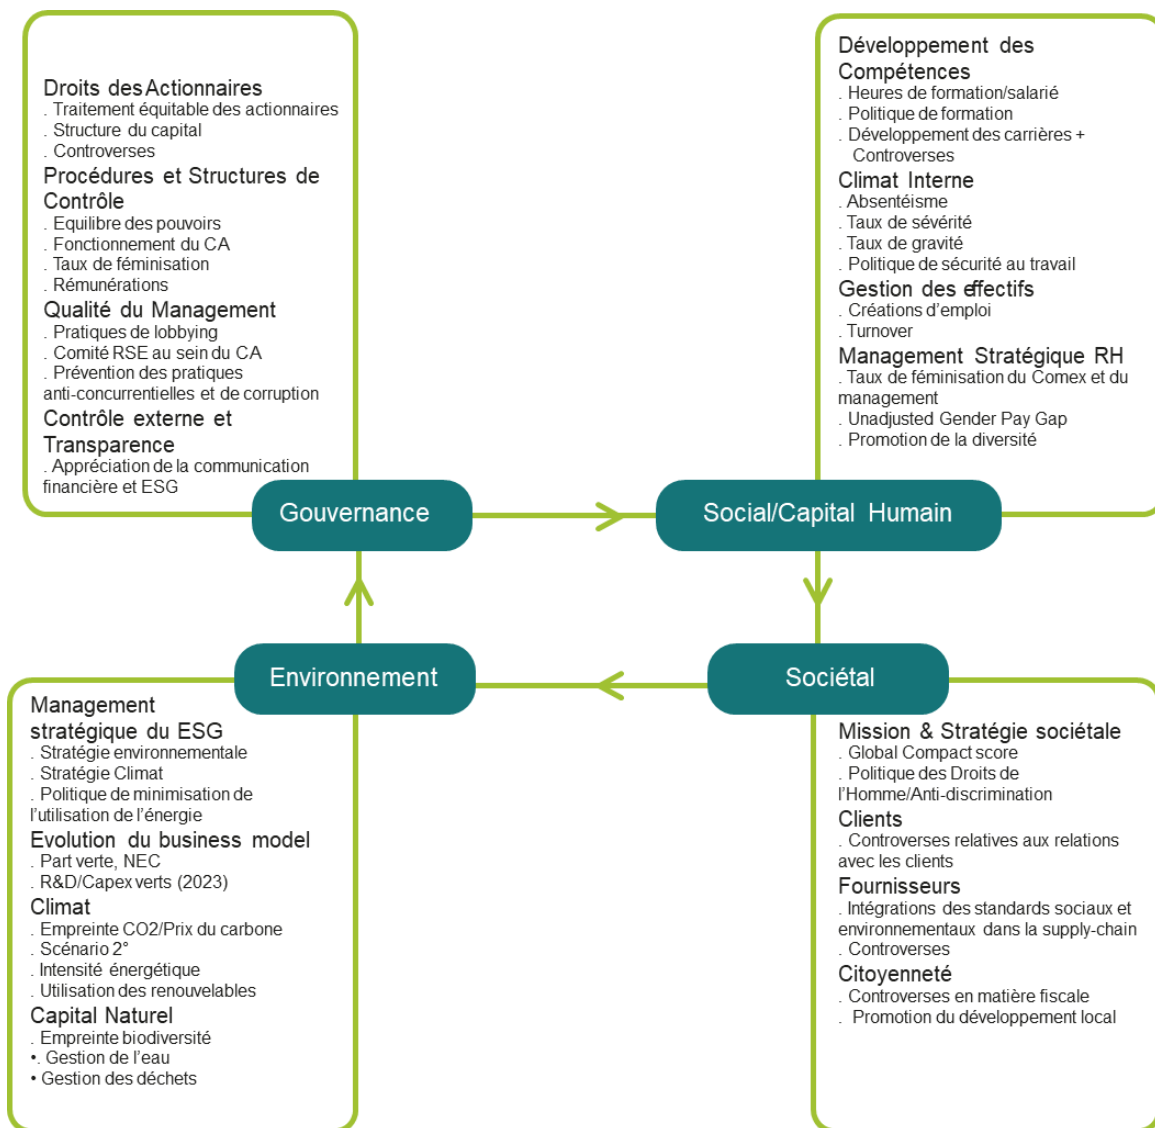 Droits des Actionnaires
. Traitement équitable des actionnaires
. Structure du capital
. Controverses
Procédures et Structures de
Contrôle
. Equilibre des pouvoirs
. Fonctionnement du CA
. Taux de féminisation
. Rémunérations
Qualité du Management
. Pratiques de lobbying
. Comité RSE au sein du CA
. Prévention des pratiques
anti-concurrentielles et de corruption
Contrôle externe et
Transparence
. Appréciation de la communication
financière et ESG
Gouvernance
Développement des
Compétences
. Heures de formation/salarié
. Politique de formation
. Développement des carrières +
Controverses
Climat Interne
. Absentéisme
. Taux de sévérité
. Taux de gravité
. Politique de sécurité au travail
Gestion des effectifs
. Créations d'emploi
. Turnover
Management Stratégique RH
. Taux de féminisation du Comex et du
management
. Unadjusted Gender Pay Gap
. Promotion de la diversité
Social/Capital Humain
Environnement
Management
stratégique du ESG
. Stratégie environnementale
. Stratégie Climat
. Politique de minimisation de
l'utilisation de l'énergie
Evolution du business model
. Part verte, NEC
. R&D/Capex verts (2023)
Climat
. Empreinte CO2/Prix du carbone
. Scénario 2°
. Intensité énergétique
. Utilisation des renouvelables
Capital Naturel
. Empreinte biodiversité
•. Gestion de l'eau
• Gestion des déchets
Sociétal
Mission & Stratégie sociétale
. Global Compact score
. Politique des Droits de
l'Homme/Anti-discrimination
Clients
. Controverses relatives aux relations
avec les clients
Fournisseurs
. Intégrations des standards sociaux et
environnementaux dans la supply-chain
. Controverses
Citoyenneté
. Controverses en matière fiscale
. Promotion du développement local